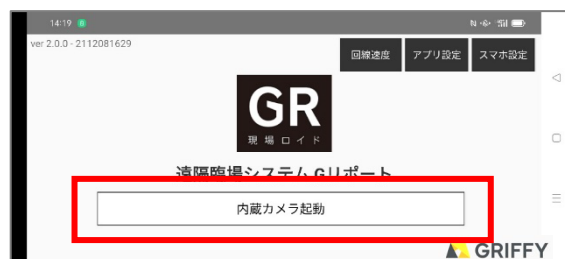 14:19
ver 2.0.0 - 2112081629
回線速度 アプリ設定 スマホ設定
GR
現場ロイド
遠隔臨場システム Gリポート
内蔵カメラ起動
GRIFFY